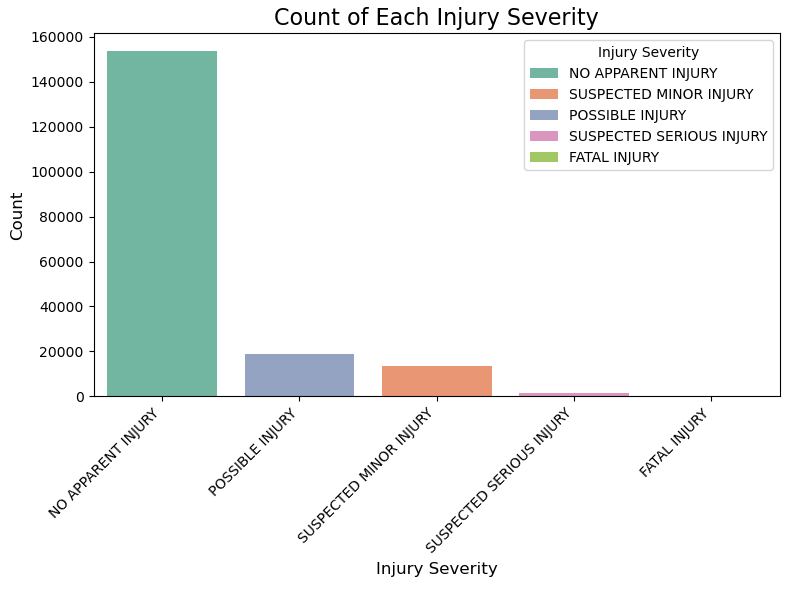 Count of Each Injury Severity
160000
140000
120000
100000
80000
60000
40000
20000
0
Count
Injury Severity
NO APPARENT INJURY
SUSPECTED MINOR INJURY
POSSIBLE INJURY
SUSPECTED SERIOUS INJURY
FATAL INJURY
NO APPARENT INJURY
POSSIBLE INJURY
SUSPECTED MINOR INJURY
SUSPECTED SERIOUS INJURY
FATAL INJURY
Injury Severity